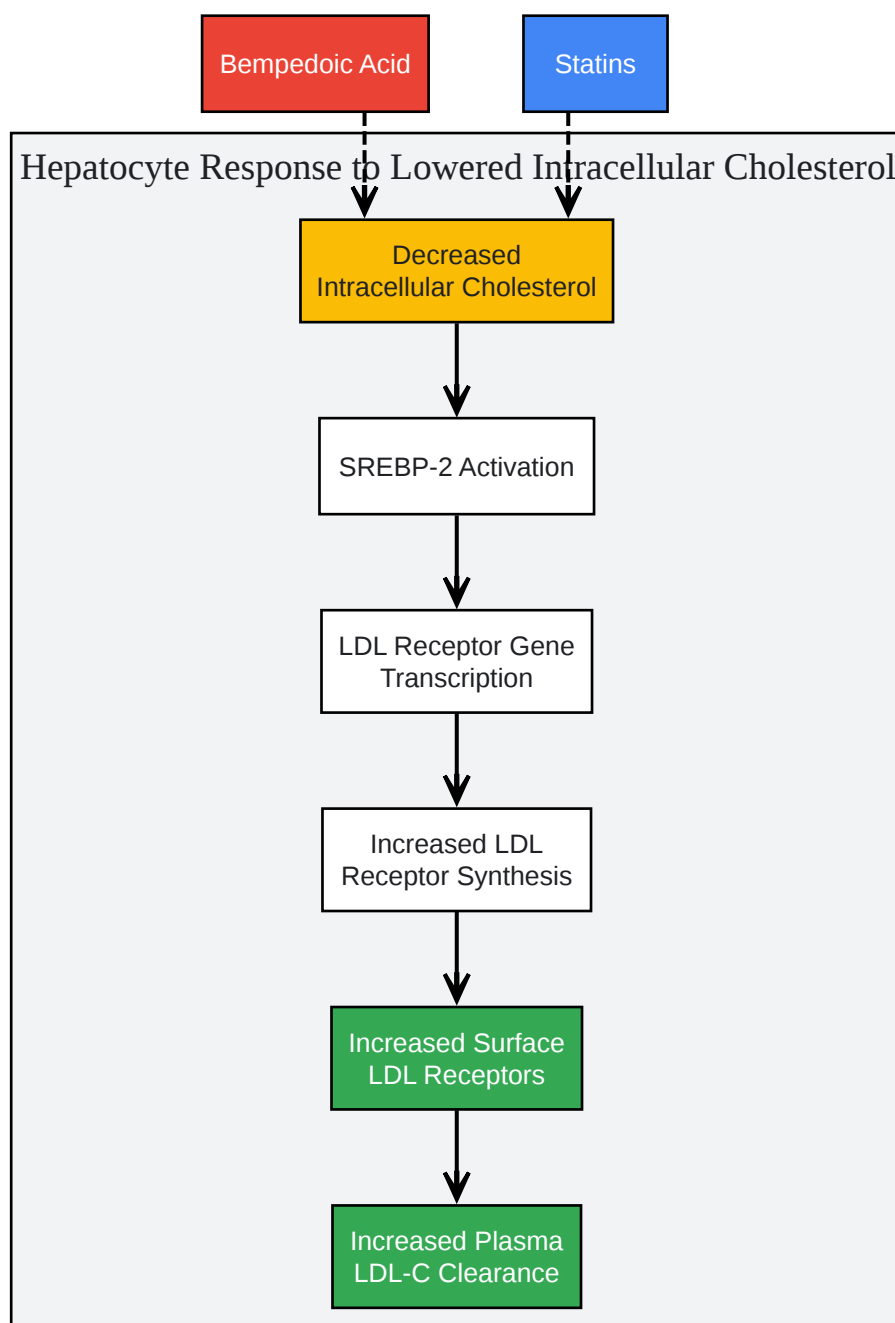 Bempedoic Acid
Statins
Hepatocyte Response to Lowered Intracellular Cholesterol
Decreased
Intracellular Cholesterol
SREBP-2 Activation
LDL Receptor Gene
Transcription
Increased LDL
Receptor Synthesis
Increased Surface
LDL Receptors
Increased Plasma
LDL-C Clearance